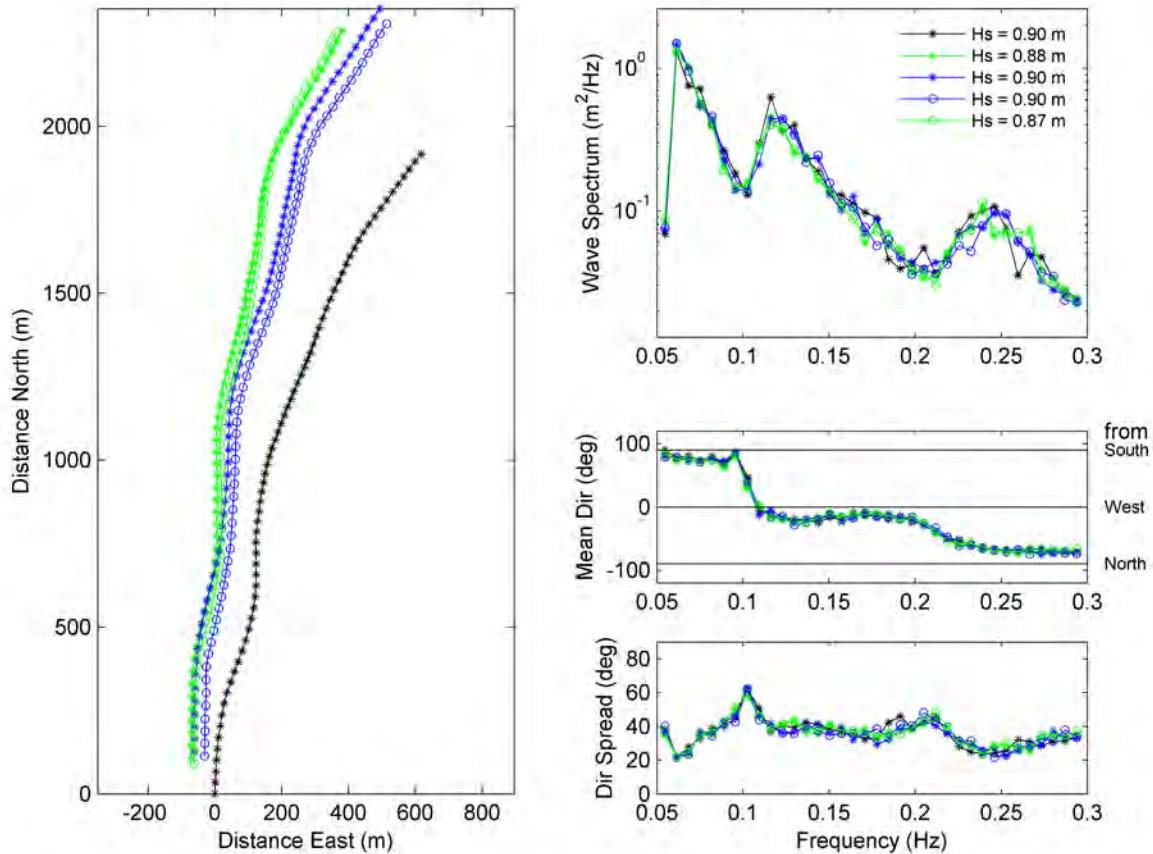 2000
1500
1000
500
0
Distance North (m)
-200
0
200
400
600
800
Distance East (m)
Hs = 0.90 m
Hs = 0.88 m
Hs = 0.90 m
Hs = 0.90 m
Hs = 0.87 m
10^0
10^-1
Wave Spectrum (m^2/Hz)
0.05
0.1
0.15
0.2
0.25
0.3
from
South
West
North
100
0
-100
Mean Dir (deg)
0.05
0.1
0.15
0.2
0.25
0.3
80
60
40
20
0
Dir Spread (deg)
0.05
0.1
0.15
0.2
0.25
0.3
Frequency (Hz)